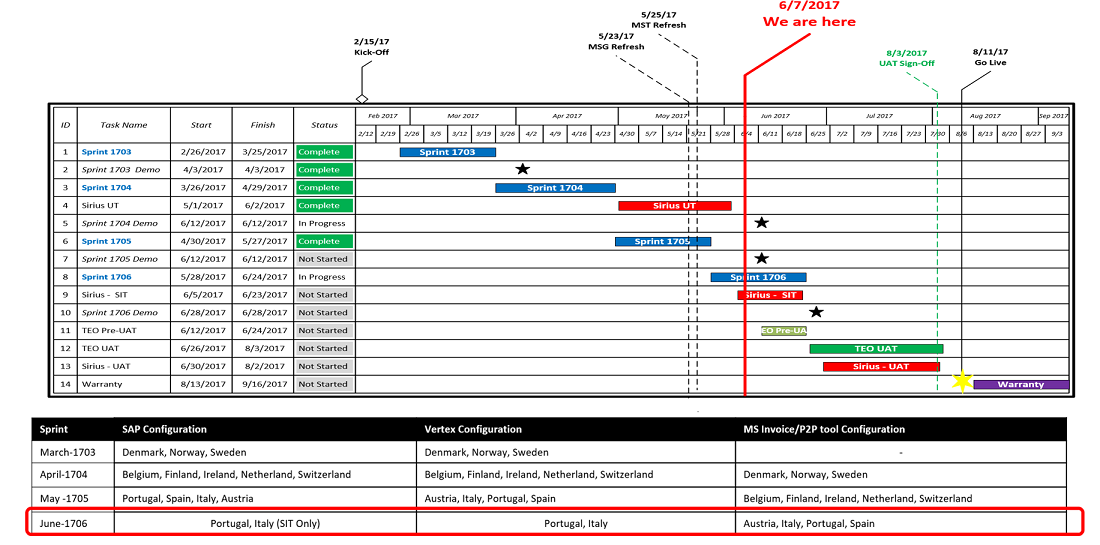 6/7/2017
We are here
5/25/17
MST Refresh
5/23/17
MSG Refresh
2/15/17
Kick-Off
8/3/2017
UAT Sign-Off
8/11/17
Go Live
ID Task Name Start Finish Status Feb 2017 Mar 2017 Apr 2017 May 2017 Jun 2017 Jul 2017 Aug 2017 Sep 2017
2/12 2/19 2/26 3/5 3/12 3/19 3/26 4/2 4/9 4/16 4/23 4/30 5/7 5/14 5/21 5/28 6/4 6/11 6/18 6/25 7/2 7/9 7/16 7/23 7/30 8/6 8/13 8/20 8/27 9/3
1 Sprint 1703 2/26/2017 3/25/2017 Complete Sprint 1703
2 Sprint 1703 Demo 4/3/2017 4/3/2017 Complete
3 Sprint 1704 3/26/2017 4/29/2017 Complete Sprint 1704
4 Sirius UT 5/1/2017 6/2/2017 Complete Sirius UT
5 Sprint 1704 Demo 6/12/2017 6/12/2017 In Progress
6 Sprint 1705 4/30/2017 5/27/2017 Complete Sprint 1705
7 Sprint 1705 Demo 6/12/2017 6/12/2017 Not Started
8 Sprint 1706 5/28/2017 6/24/2017 In Progress Sprint 1706
9 Sirius - SIT 6/5/2017 6/23/2017 Not Started Sirius - SIT
10 Sprint 1706 Demo 6/28/2017 6/28/2017 Not Started
11 TEO Pre-UAT 6/12/2017 6/24/2017 Not Started EO Pre-UA
12 TEO UAT 6/26/2017 8/3/2017 Not Started TEO UAT
13 Sirius - UAT 6/30/2017 8/2/2017 Not Started Sirius - UAT
14 Warranty 8/13/2017 9/16/2017 Not Started Warranty
Sprint SAP Configuration Vertex Configuration MS Invoice/P2P tool Configuration
March-1703 Denmark, Norway, Sweden Denmark, Norway, Sweden -
April-1704 Belgium, Finland, Ireland, Netherland, Switzerland Belgium, Finland, Ireland, Netherland, Switzerland Denmark, Norway, Sweden
May -1705 Portugal, Spain, Italy, Austria Austria, Italy, Portugal, Spain Belgium, Finland, Ireland, Netherland, Switzerland
June-1706 Portugal, Italy (SIT Only) Portugal, Italy Austria, Italy, Portugal, Spain